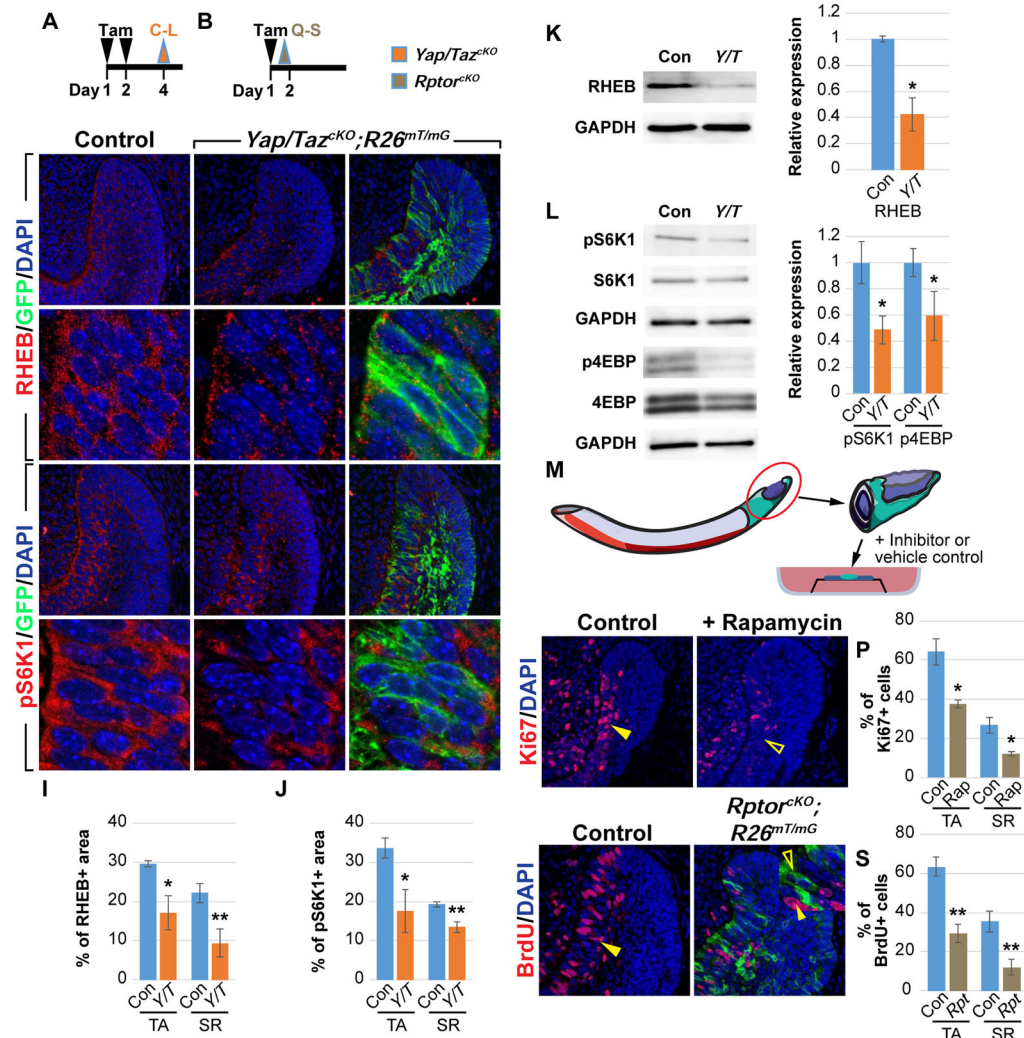 A
B
Tam
C-L
Tam
Q-S
Day 1 2 4
Day 1 2
Yap/Taz^cKO
Rptor^cKO
Control
Yap/Taz^cKO;R26^mT/mG
RHEB/GFP/DAPI
pS6K1/GFP/DAPI
I
% of RHEB+ area
40
30
20
10
0
*
**
Con
Y/T
Con
Y/T
TA
SR
J
% of pS6K1+ area
40
30
20
10
0
*
**
Con
Y/T
Con
Y/T
TA
SR
K
Con
Y/T
RHEB
GAPDH
Relative expression
1.2
1
0.8
0.6
0.4
0.2
0
*
Con
Y/T
RHEB
L
Con
Y/T
pS6K1
S6K1
GAPDH
p4EBP
4EBP
GAPDH
Relative expression
1.2
1
0.8
0.6
0.4
0.2
0
*
*
Con
Y/T
Con
Y/T
pS6K1
p4EBP
M
+ Inhibitor or
vehicle control
Control
+ Rapamycin
Ki67/DAPI
P
% of
Ki67+ cells
80
60
40
20
0
*
*
Con
Rap
Con
Rap
TA
SR
Control
Rptor^cKO;
R26^mT/mG
BrdU/DAPI
S
% of
BrdU+ cells
80
60
40
20
0
**
**
Con
Rpt
Con
Rpt
TA
SR